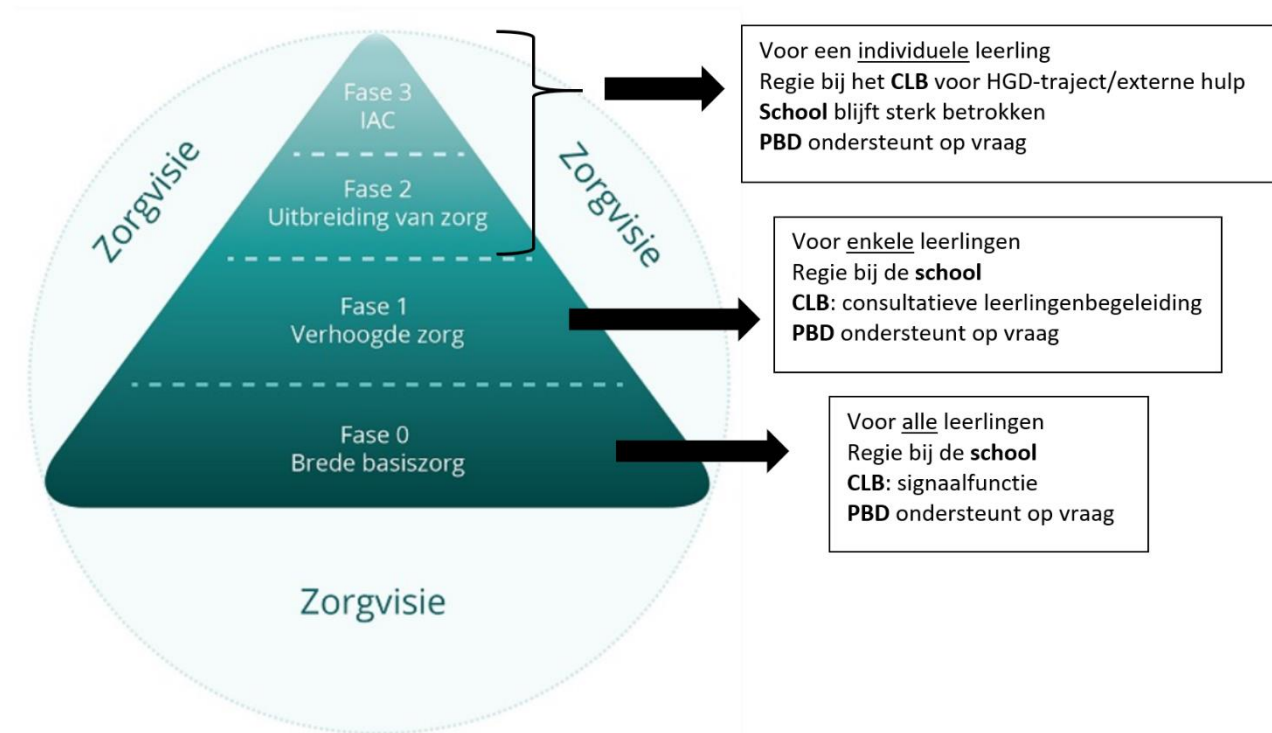 Zorgvisie
Zorgvisie
Fase 3
IAC
Fase 2
Uitbreiding van zorg
Fase 1
Verhoogde zorg
Fase 0
Brede basiszorg
Zorgvisie
Voor een individuele leerling
Regie bij het CLB voor HGD-traject/externe hulp
School blijft sterk betrokken
PBD ondersteunt op vraag
Voor enkele leerlingen
Regie bij de school
CLB: consultatieve leerlingenbegeleiding
PBD ondersteunt op vraag
Voor alle leerlingen
Regie bij de school
CLB: signaalfunctie
PBD ondersteunt op vraag